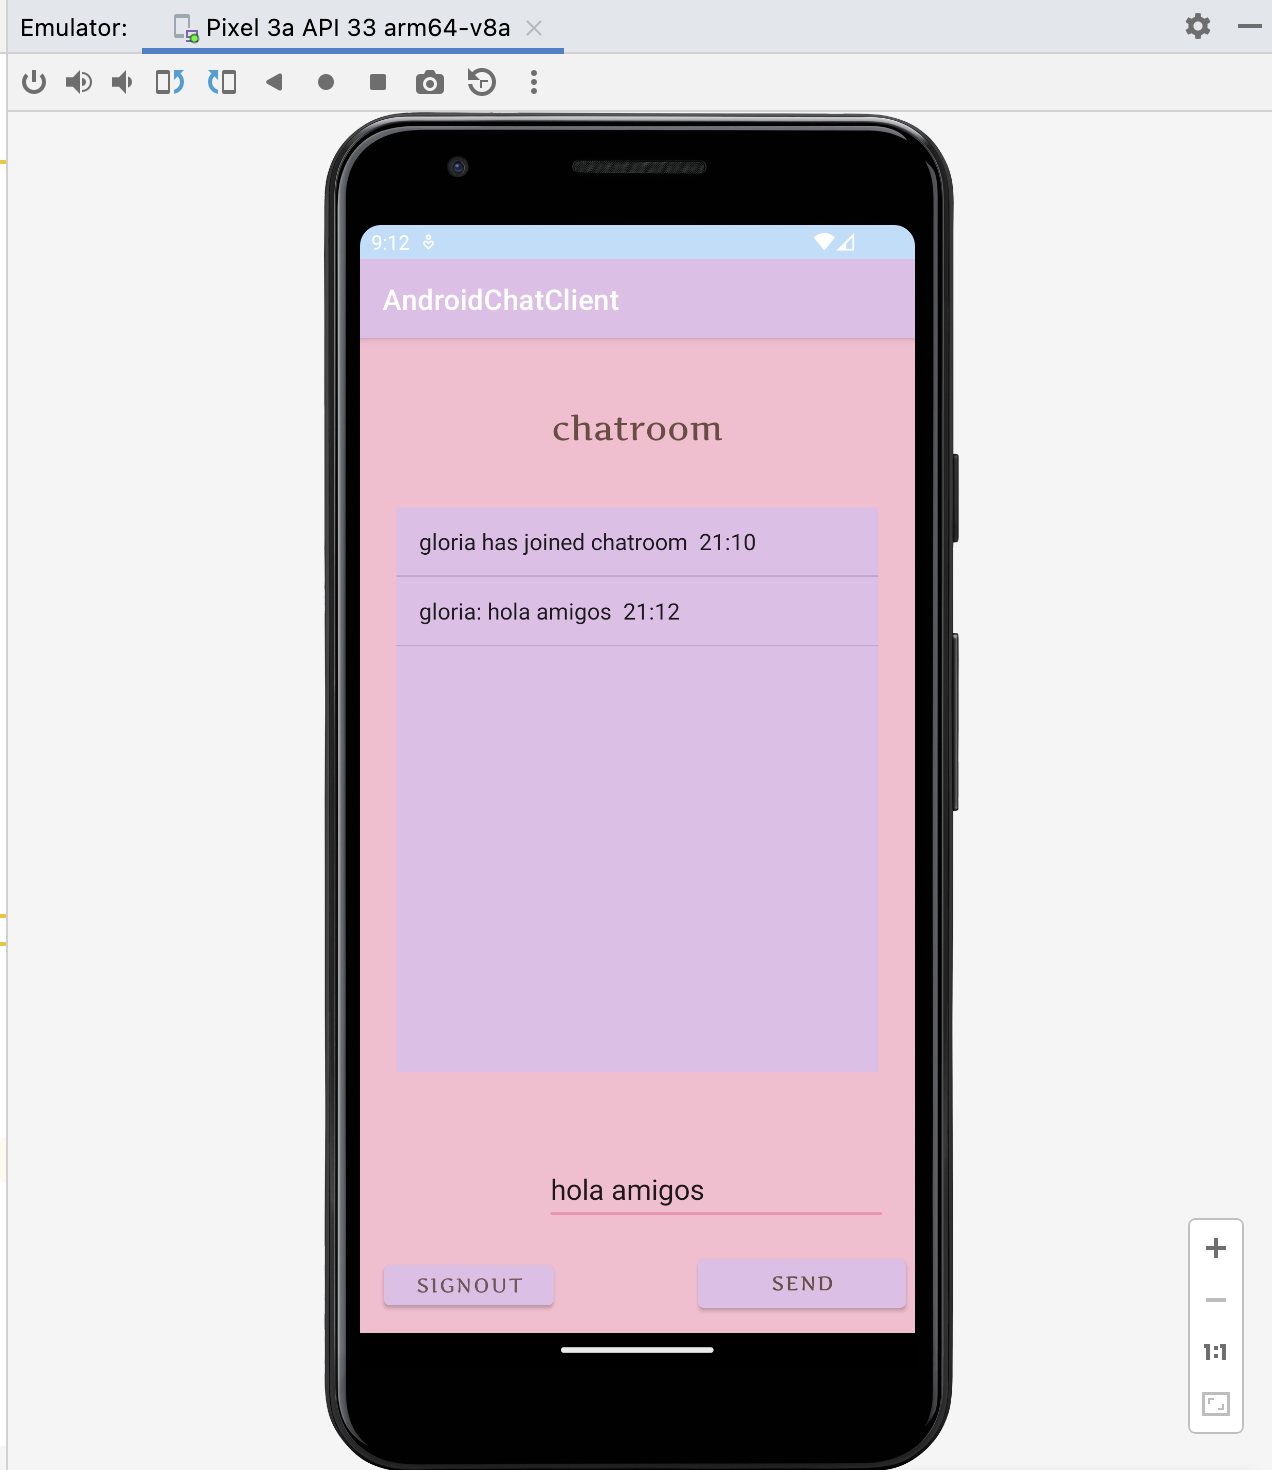 Emulator: Pixel 3a API 33 arm64-v8a
9:12
AndroidChatClient
chatroom
gloria has joined chatroom 21:10
gloria: hola amigos 21:12
hola amigos
SIGNOUT SEND
1:1